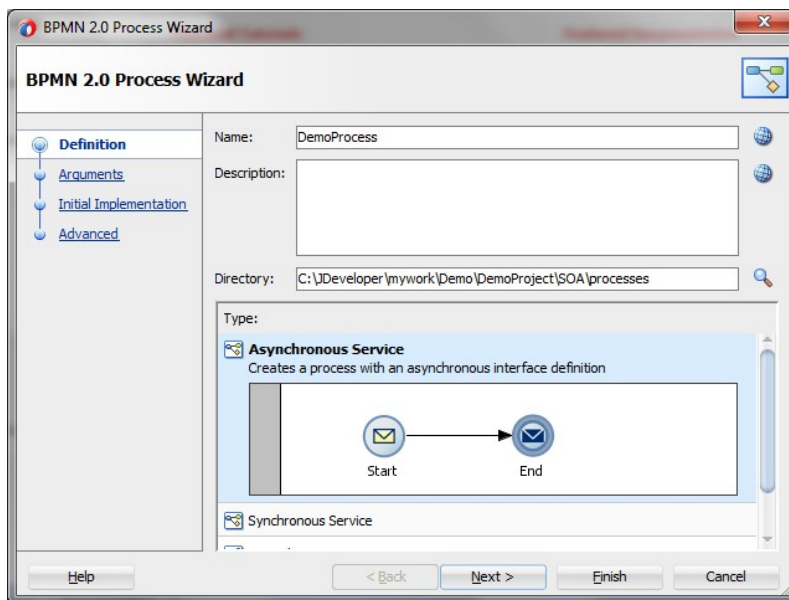 BPMN 2.0 Process Wizard
BPMN 2.0 Process Wizard
Definition
Arguments
Initial Implementation
Advanced
Name: DemoProcess
Description:
Directory: C:\JDeveloper\mywork\Demo\DemoProject\SOA\processes
Type:
Asynchronous Service
Creates a process with an asynchronous interface definition
Start End
Synchronous Service
Help < Back Next > Finish Cancel